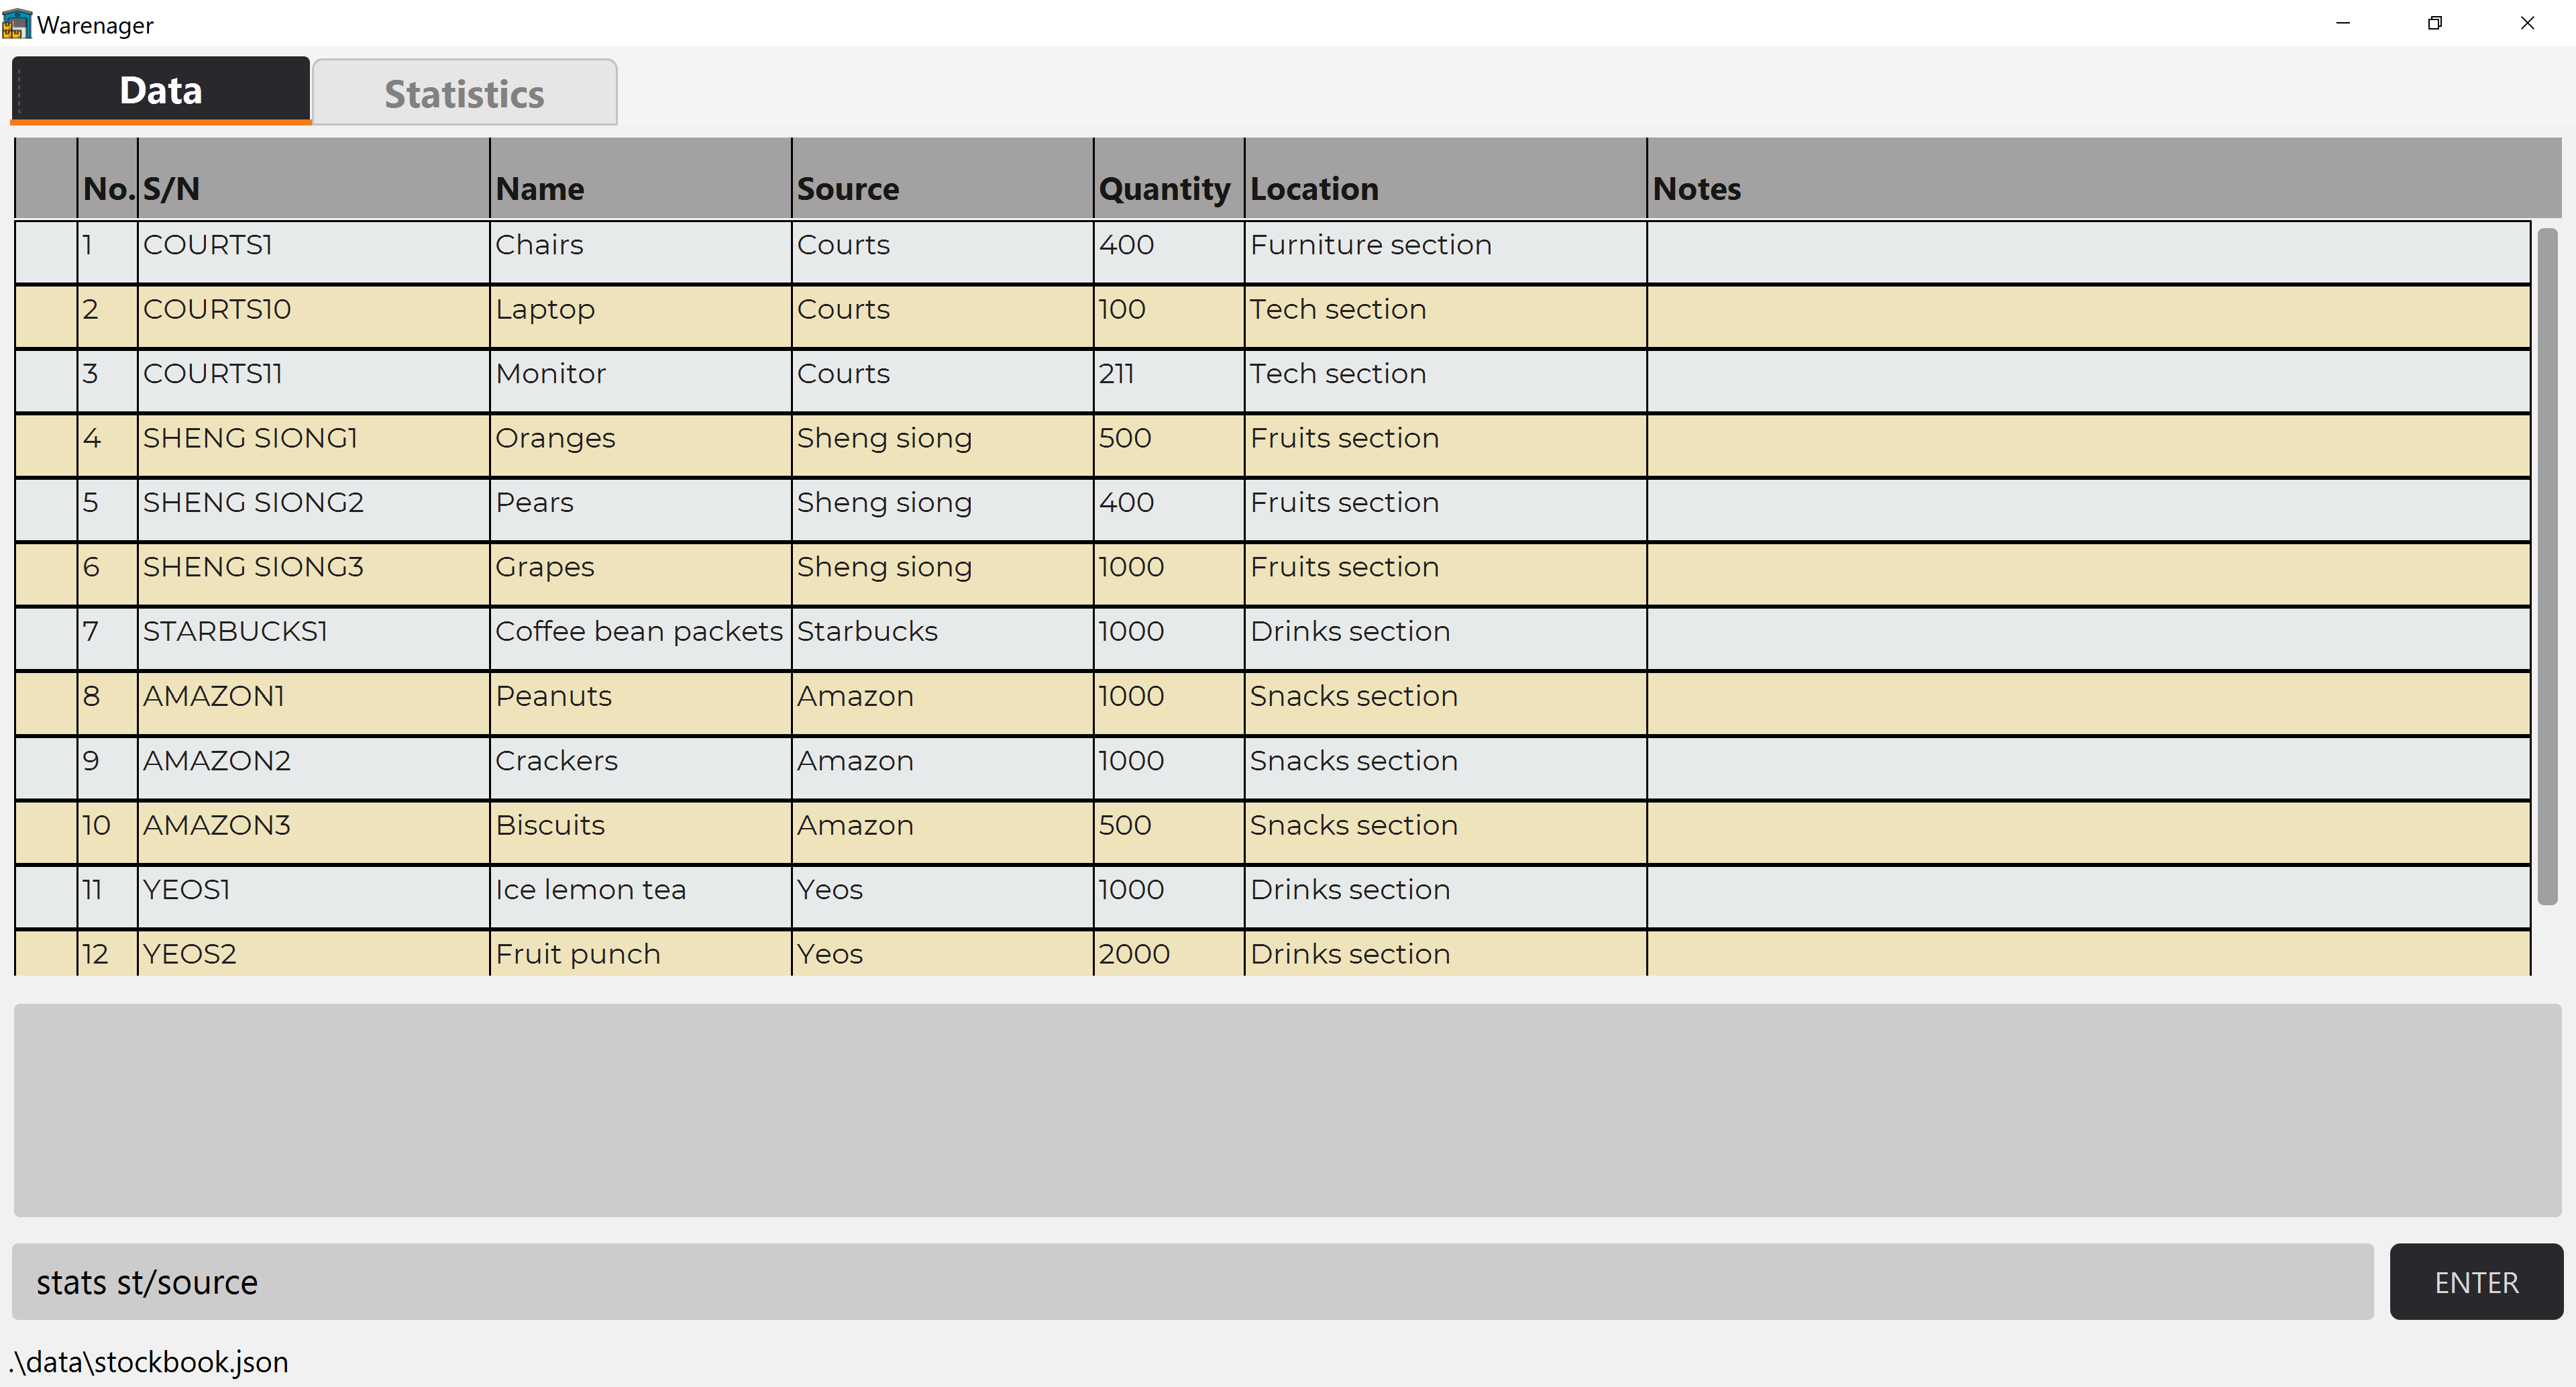 Warenager
Data Statistics
No. S/N Name Source Quantity Location Notes
1 COURTS1 Chairs Courts 400 Furniture section
2 COURTS10 Laptop Courts 100 Tech section
3 COURTS11 Monitor Courts 211 Tech section
4 SHENG SIONG1 Oranges Sheng siong 500 Fruits section
5 SHENG SIONG2 Pears Sheng siong 400 Fruits section
6 SHENG SIONG3 Grapes Sheng siong 1000 Fruits section
7 STARBUCKS1 Coffee bean packets Starbucks 1000 Drinks section
8 AMAZON1 Peanuts Amazon 1000 Snacks section
9 AMAZON2 Crackers Amazon 1000 Snacks section
10 AMAZON3 Biscuits Amazon 500 Snacks section
11 YEOS1 Ice lemon tea Yeos 1000 Drinks section
12 YEOS2 Fruit punch Yeos 2000 Drinks section
stats st/source ENTER
.\data\stockbook.json